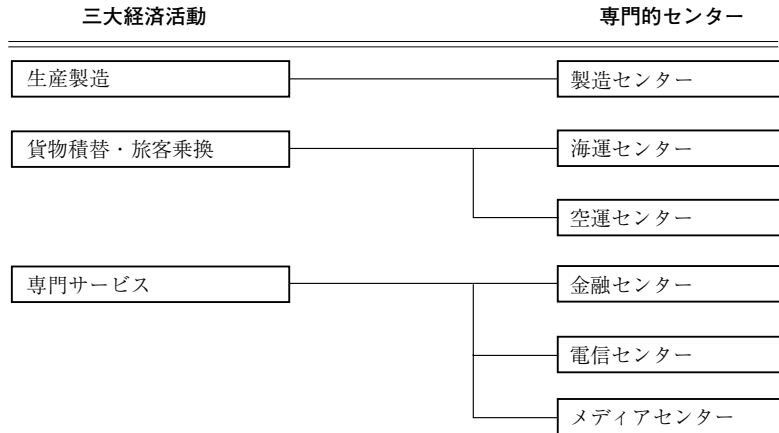 三大経済活動 専門的センター
生産製造 製造センター
貨物積替・旅客乗換 海運センター
空運センター
専門サービス 金融センター
電信センター
メディアセンター